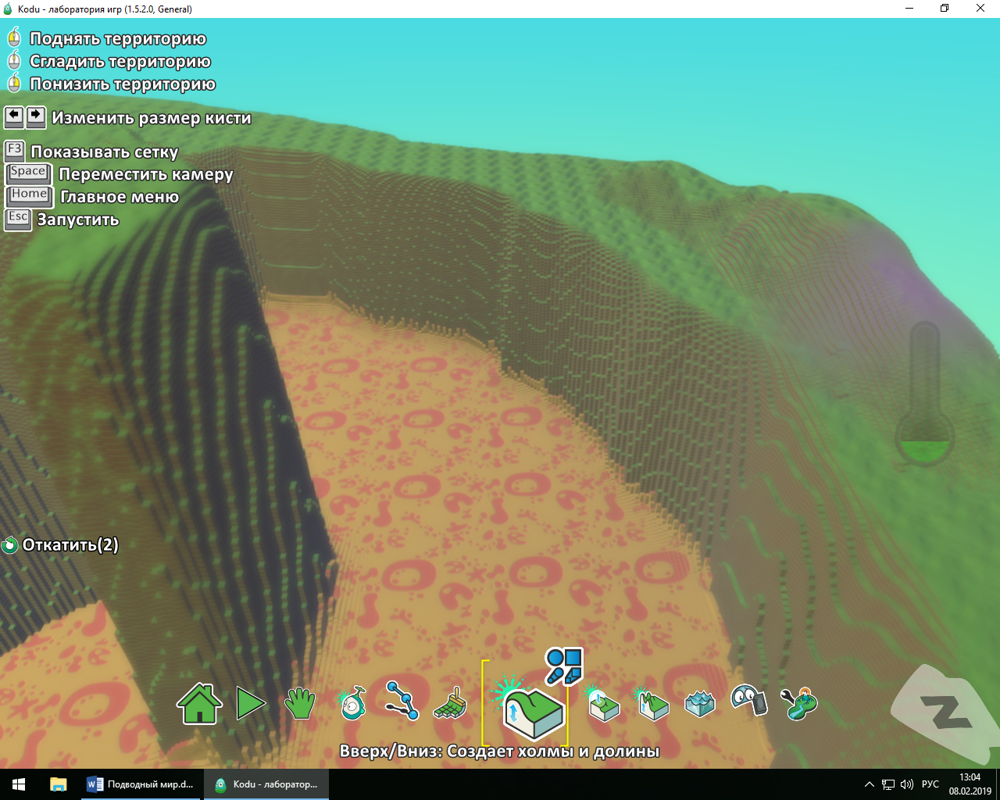 Kodu - лаборатория игр (1.5.2.0, General)
Поднять территорию
Сгладить территорию
Понизить территорию
Изменить размер кисти
F3 Показывать сетку
Space Переместить камеру
Home Главное меню
Esc Запустить
Откатить(2)
Вверх/Вниз: Создает холмы и долины
Подводный мир.d...
Kodu - лаборатор...
РУС
13:04
08.02.2019